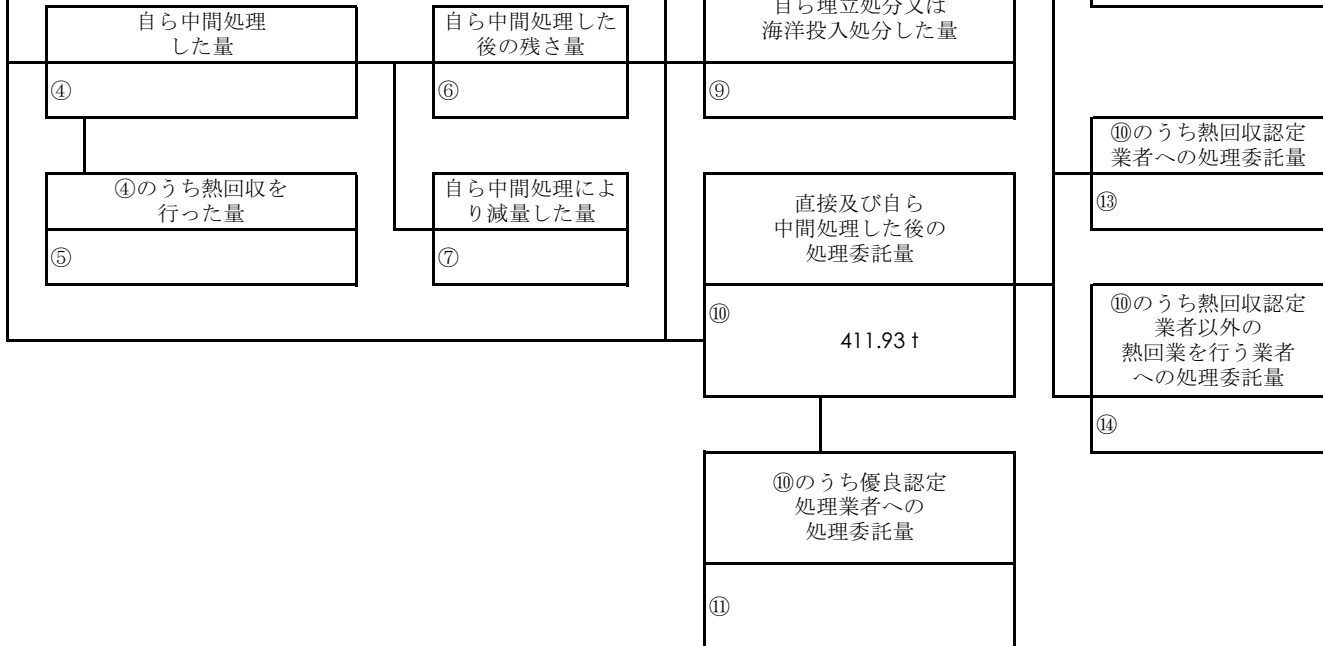 自ら中間処理
した量
④
自ら中間処理した
後の残さ量
⑥
自ら埋立処分又は
海洋投入処分した量
⑨
④のうち熱回収を
行った量
⑤
自ら中間処理によ
り減量した量
⑦
直接及び自ら
中間処理した後の
処理委託量
⑩
411.93 t
⑩のうち熱回収認定
業者への処理委託量
⑬
⑩のうち熱回収認定
業者以外の
熱回業を行う業者
への処理委託量
⑭
⑩のうち優良認定
処理業者への
処理委託量
⑪